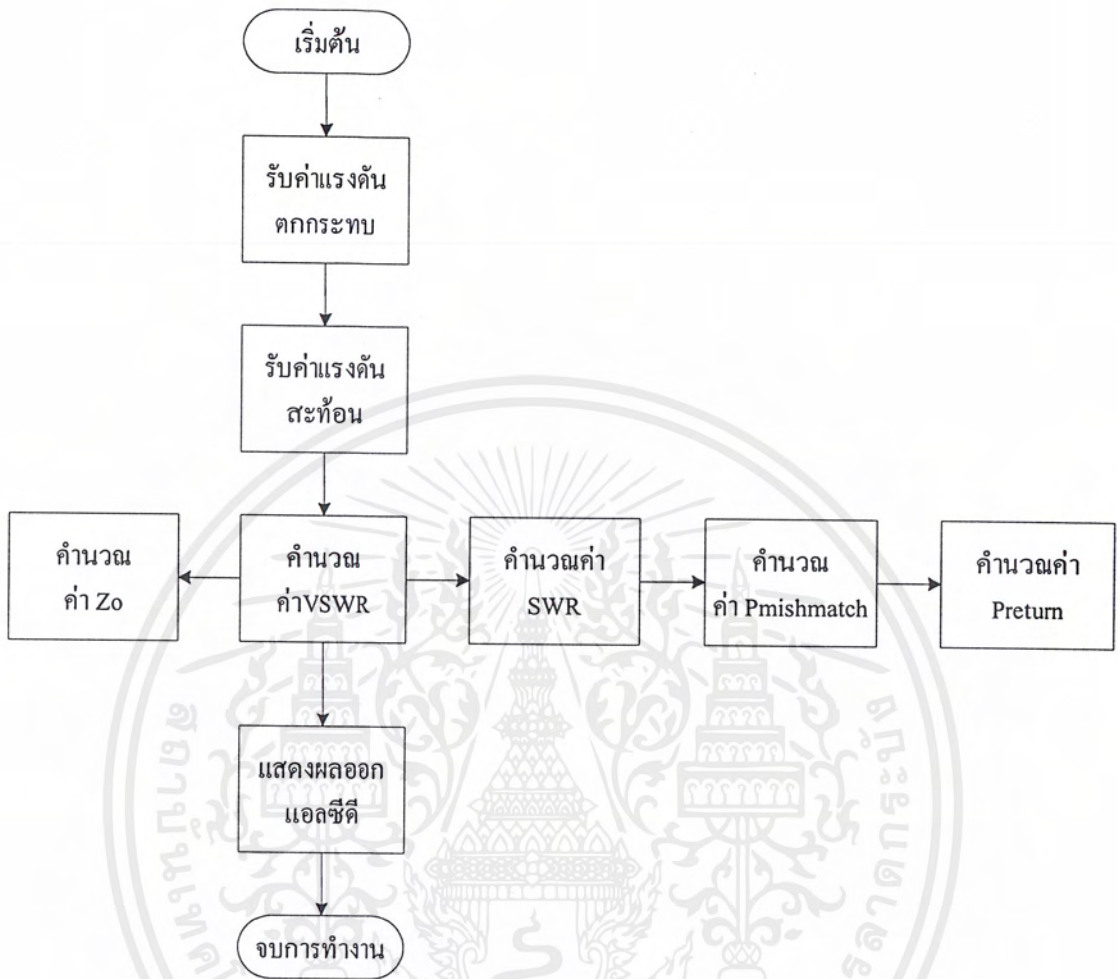 เริ่มต้น
รับค่าแรงดัน
ตกกระทบ
รับค่าแรงดัน
สะท้อน
คำนวณ
ค่า Zo
คำนวณ
ค่าVSWR
คำนวณค่า
SWR
คำนวณ
ค่า Pmishmatch
คำนวณค่า
Preturn
แสดงผลออก
แอลซีดี
จบการทำงาน